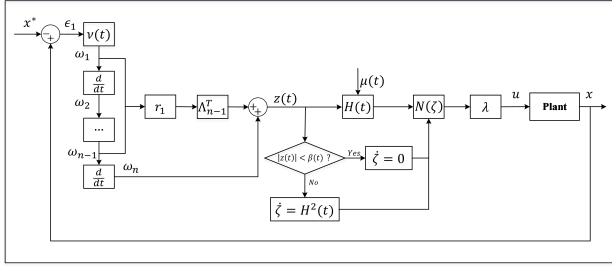 x* − ϵ₁ v(t) μ(t) u x
ω₁
d/dt
ω₂
...
ωₙ₋₁
d/dt
ωₙ
r₁ Λᵀₙ₋₁ + + z(t) H(t) N(ζ) λ Plant
|z(t)| < β(t) ? Yes ζ̇ = 0
No
ζ̇ = H²(t)